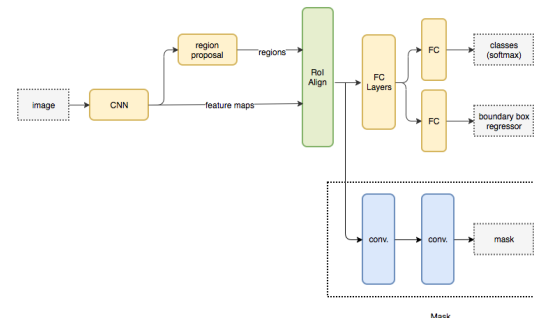 region
proposal
regions
RoI
Align
FC
Layers
FC
classes
(softmax)
image
CNN
feature maps
FC
boundary box
regressor
conv.
conv.
mask
Mask